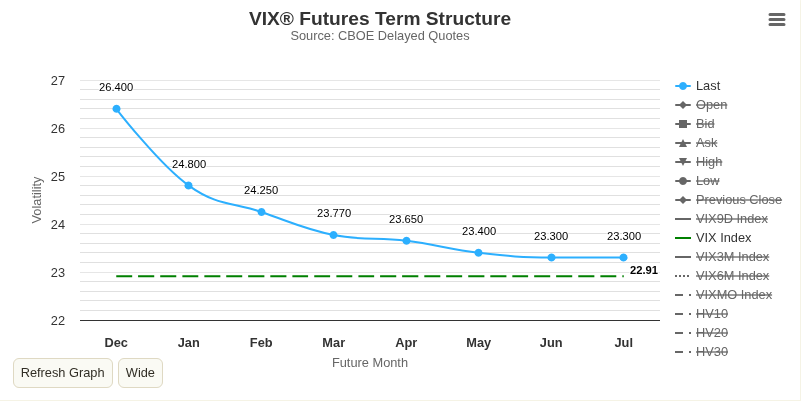 VIX® Futures Term Structure
Source: CBOE Delayed Quotes
27
26
25
24
23
22
Volatility
26.400
24.800
24.250
23.770
23.650
23.400
23.300
23.300
22.91
Dec
Jan
Feb
Mar
Apr
May
Jun
Jul
Future Month
Last
Open
Bid
Ask
High
Low
Previous Close
VIX9D Index
VIX Index
VIX3M Index
VIX6M Index
VIXMO Index
HV10
HV20
HV30
Refresh Graph
Wide